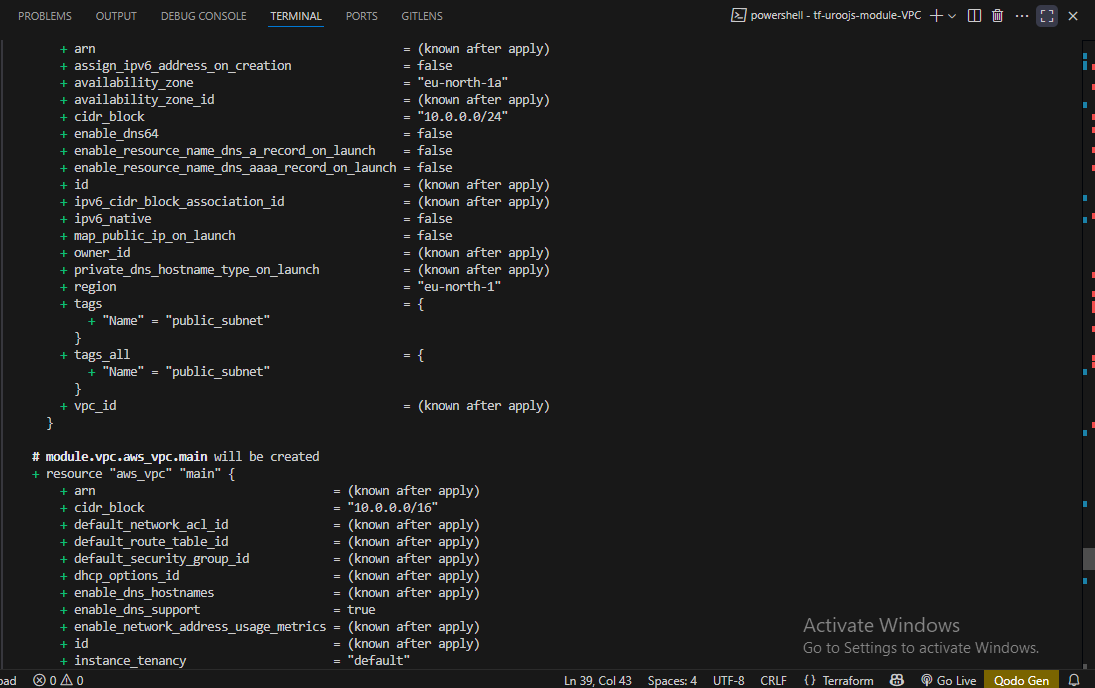 PROBLEMS OUTPUT DEBUG CONSOLE TERMINAL PORTS GITLENS powershell - tf-uroojs-module-VPC
+ arn = (known after apply)
+ assign_ipv6_address_on_creation = false
+ availability_zone = "eu-north-1a"
+ availability_zone_id = (known after apply)
+ cidr_block = "10.0.0.0/24"
+ enable_dns64 = false
+ enable_resource_name_dns_a_record_on_launch = false
+ enable_resource_name_dns_aaaa_record_on_launch = false
+ id = (known after apply)
+ ipv6_cidr_block_association_id = (known after apply)
+ ipv6_native = false
+ map_public_ip_on_launch = false
+ owner_id = (known after apply)
+ private_dns_hostname_type_on_launch = (known after apply)
+ region = "eu-north-1"
+ tags = {
+ "Name" = "public_subnet"
}
+ tags_all = {
+ "Name" = "public_subnet"
}
+ vpc_id = (known after apply)
}
# module.vpc.aws_vpc.main will be created
+ resource "aws_vpc" "main" {
+ arn = (known after apply)
+ cidr_block = "10.0.0.0/16"
+ default_network_acl_id = (known after apply)
+ default_route_table_id = (known after apply)
+ default_security_group_id = (known after apply)
+ dhcp_options_id = (known after apply)
+ enable_dns_hostnames = (known after apply)
+ enable_dns_support = true
+ enable_network_address_usage_metrics = (known after apply)
+ id = (known after apply)
+ instance_tenancy = "default"
Activate Windows
Go to Settings to activate Windows.
oad 0 0 Ln 39, Col 43 Spaces: 4 UTF-8 CRLF {} Terraform Go Live Qodo Gen